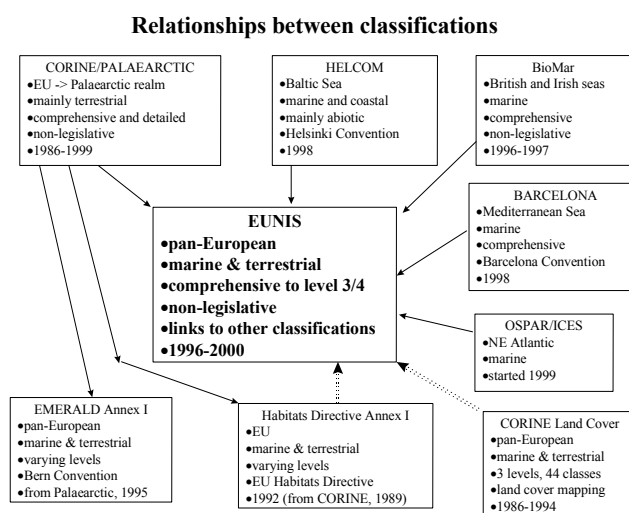 Relationships between classifications
CORINE/PALAEARCTIC
●EU -> Palaearctic realm
●mainly terrestrial
●comprehensive and detailed
●non-legislative
●1986-1999
HELCOM
●Baltic Sea
●marine and coastal
●mainly abiotic
●Helsinki Convention
●1998
BioMar
●British and Irish seas
●marine
●comprehensive
●non-legislative
●1996-1997
EUNIS
●pan-European
●marine & terrestrial
●comprehensive to level 3/4
●non-legislative
●links to other classifications
●1996-2000
BARCELONA
●Mediterranean Sea
●marine
●comprehensive
●Barcelona Convention
●1998
OSPAR/ICES
●NE Atlantic
●marine
●started 1999
EMERALD Annex I
●pan-European
●marine & terrestrial
●varying levels
●Bern Convention
●from Palaearctic, 1995
Habitats Directive Annex I
●EU
●marine & terrestrial
●varying levels
●EU Habitats Directive
●1992 (from CORINE, 1989)
CORINE Land Cover
●pan-European
●marine & terrestrial
●3 levels, 44 classes
●land cover mapping
●1986-1994